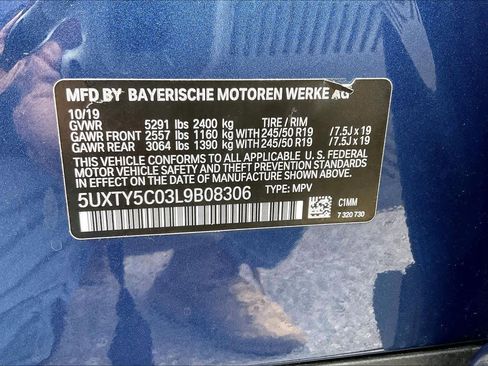 MFD BY BAYERISCHE MOTOREN WERKE AG
10/19
GVWR 5291 lbs 2400 kg TIRE / RIM
GAWR FRONT 2557 lbs 1160 kg WITH 245/50 R19 / 7.5J x 19
GAWR REAR 3064 lbs 1390 kg WITH 245/50 R19 / 7.5J x 19
THIS VEHICLE CONFORMS TO ALL APPLICABLE U. S. FEDERAL
MOTOR VEHICLE SAFETY AND THEFT PREVENTION STANDARDS
IN EFFECT ON THE DATE OF MANUFACTURE SHOWN ABOVE.
5UXTY5C03L9B08306 TYPE: MPV
C1MM
7 320 730